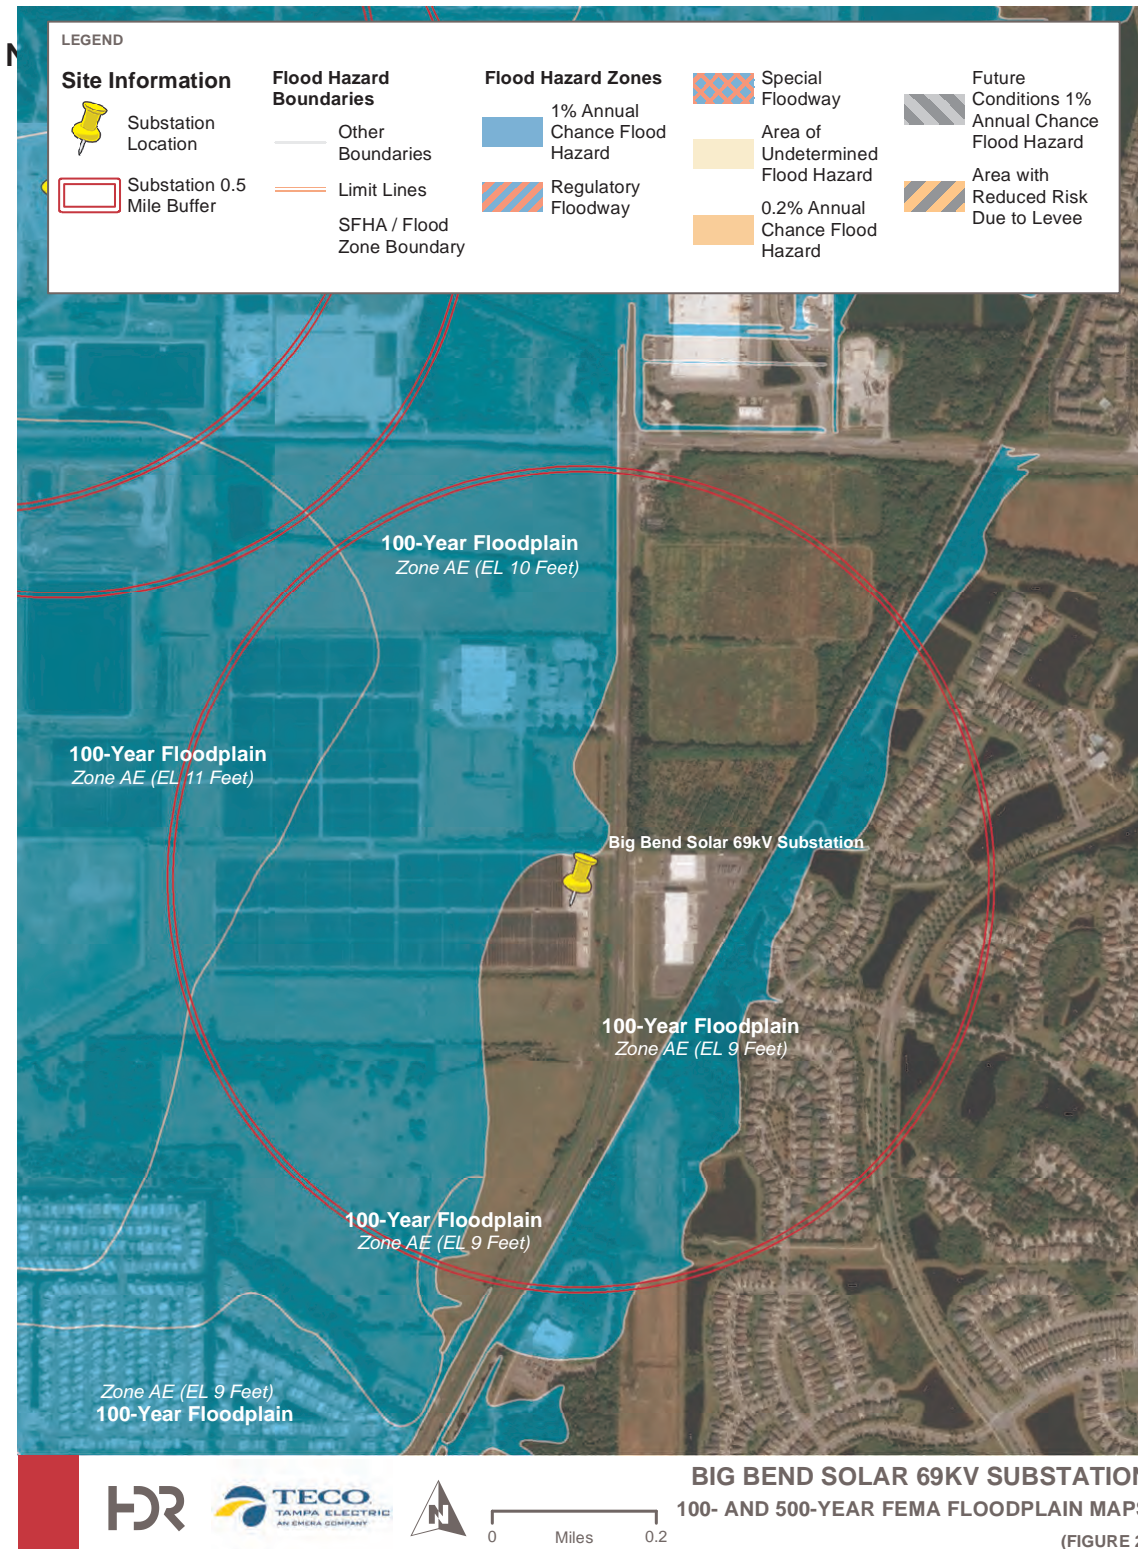 LEGEND
N
Site Information
Substation
Location
Substation 0.5
Mile Buffer
Flood Hazard
Boundaries
Other
Boundaries
Limit Lines
SFHA / Flood
Zone Boundary
Flood Hazard Zones
1% Annual
Chance Flood
Hazard
Regulatory
Floodway
Special
Floodway
Area of
Undetermined
Flood Hazard
0.2% Annual
Chance Flood
Hazard
Future
Conditions 1%
Annual Chance
Flood Hazard
Area with
Reduced Risk
Due to Levee
100-Year Floodplain
Zone AE (EL 10 Feet)
100-Year Floodplain
Zone AE (EL 11 Feet)
Big Bend Solar 69kV Substation
100-Year Floodplain
Zone AE (EL 9 Feet)
100-Year Floodplain
Zone AE (EL 9 Feet)
Zone AE (EL 9 Feet)
100-Year Floodplain
HDR
TECO
TAMPA ELECTRIC
AN EMERA COMPANY
N
0 Miles 0.2
BIG BEND SOLAR 69KV SUBSTATION
100- AND 500-YEAR FEMA FLOODPLAIN MAPS
(FIGURE 2